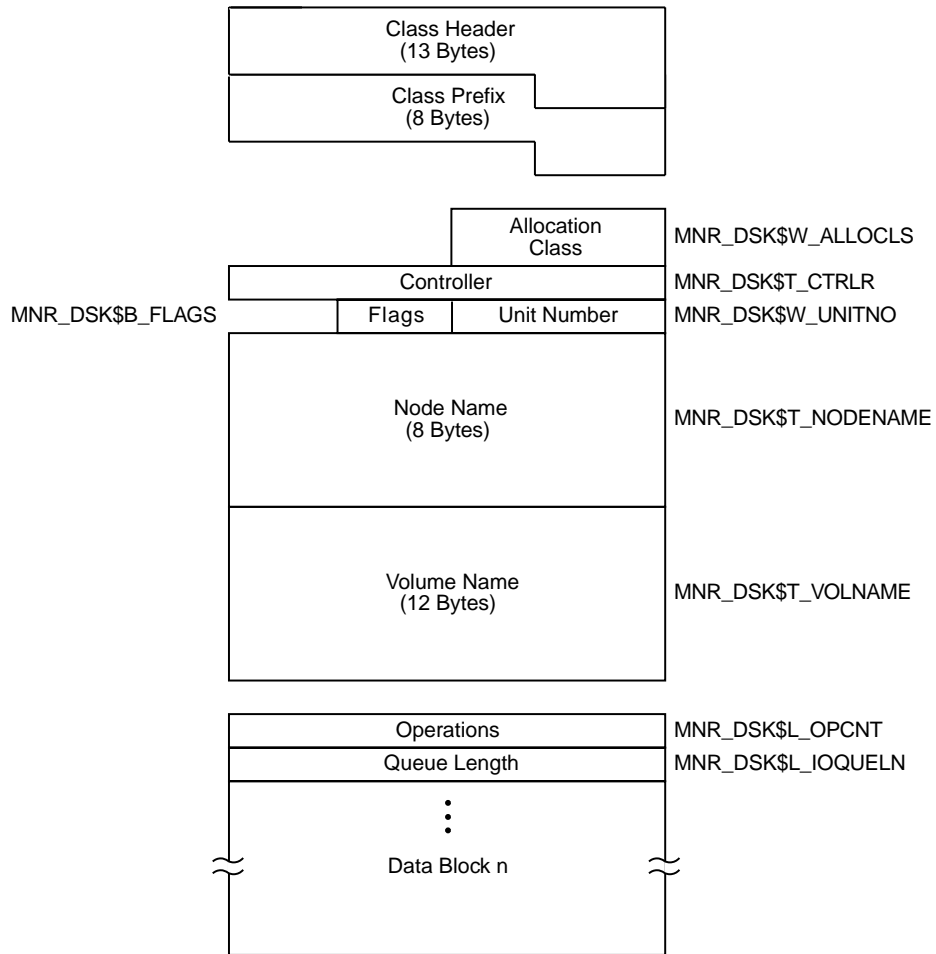 Class Header
(13 Bytes)
Class Prefix
(8 Bytes)
Allocation
Class
MNR_DSK$W_ALLOCLS
Controller
MNR_DSK$T_CTRLR
MNR_DSK$B_FLAGS
Flags
Unit Number
MNR_DSK$W_UNITNO
Node Name
(8 Bytes)
MNR_DSK$T_NODENAME
Volume Name
(12 Bytes)
MNR_DSK$T_VOLNAME
Operations
MNR_DSK$L_OPCNT
Queue Length
MNR_DSK$L_IOQUELN
Data Block n